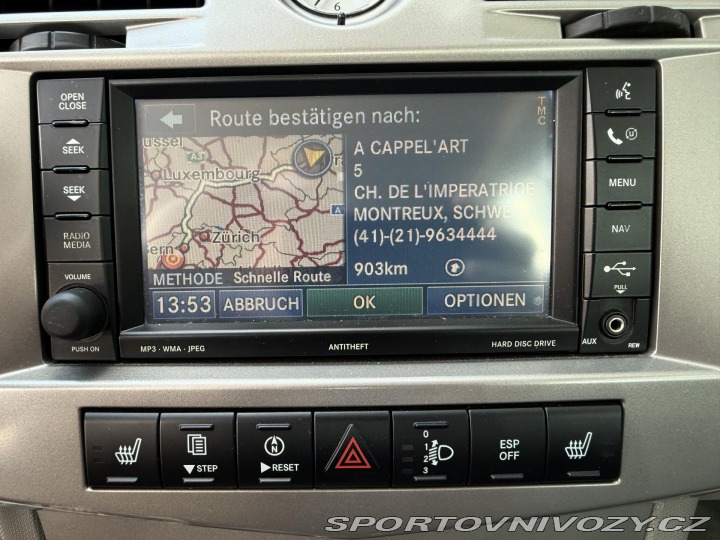 6
OPEN
CLOSE
SEEK
SEEK
RADIO
MEDIA
VOLUME
PUSH ON
Route bestätigen nach:
TMC
A3
Luxembourg
A
ern
Zürich
A CAPPEL'ART
5
CH. DE L'IMPERATRICE
MONTREUX, SCHWE
(41)-(21)-9634444
903km
METHODE Schnelle Route
13:53 ABBRUCH OK OPTIONEN
MENU
NAV
PULL
AUX REW
MP3 · WMA · JPEG ANTITHEFT HARD DISC DRIVE
STEP
N
RESET
0
1
2
3
ESP
OFF
SPORTOVNIVOZY.CZ